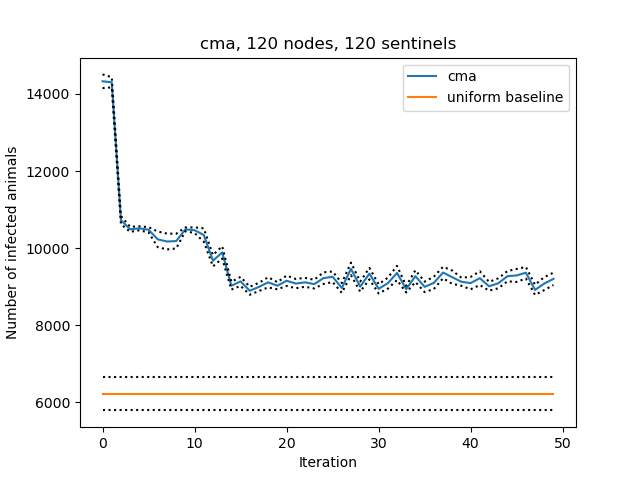 cma, 120 nodes, 120 sentinels
cma
uniform baseline
Number of infected animals
14000
12000
10000
8000
6000
0
10
20
30
40
50
Iteration